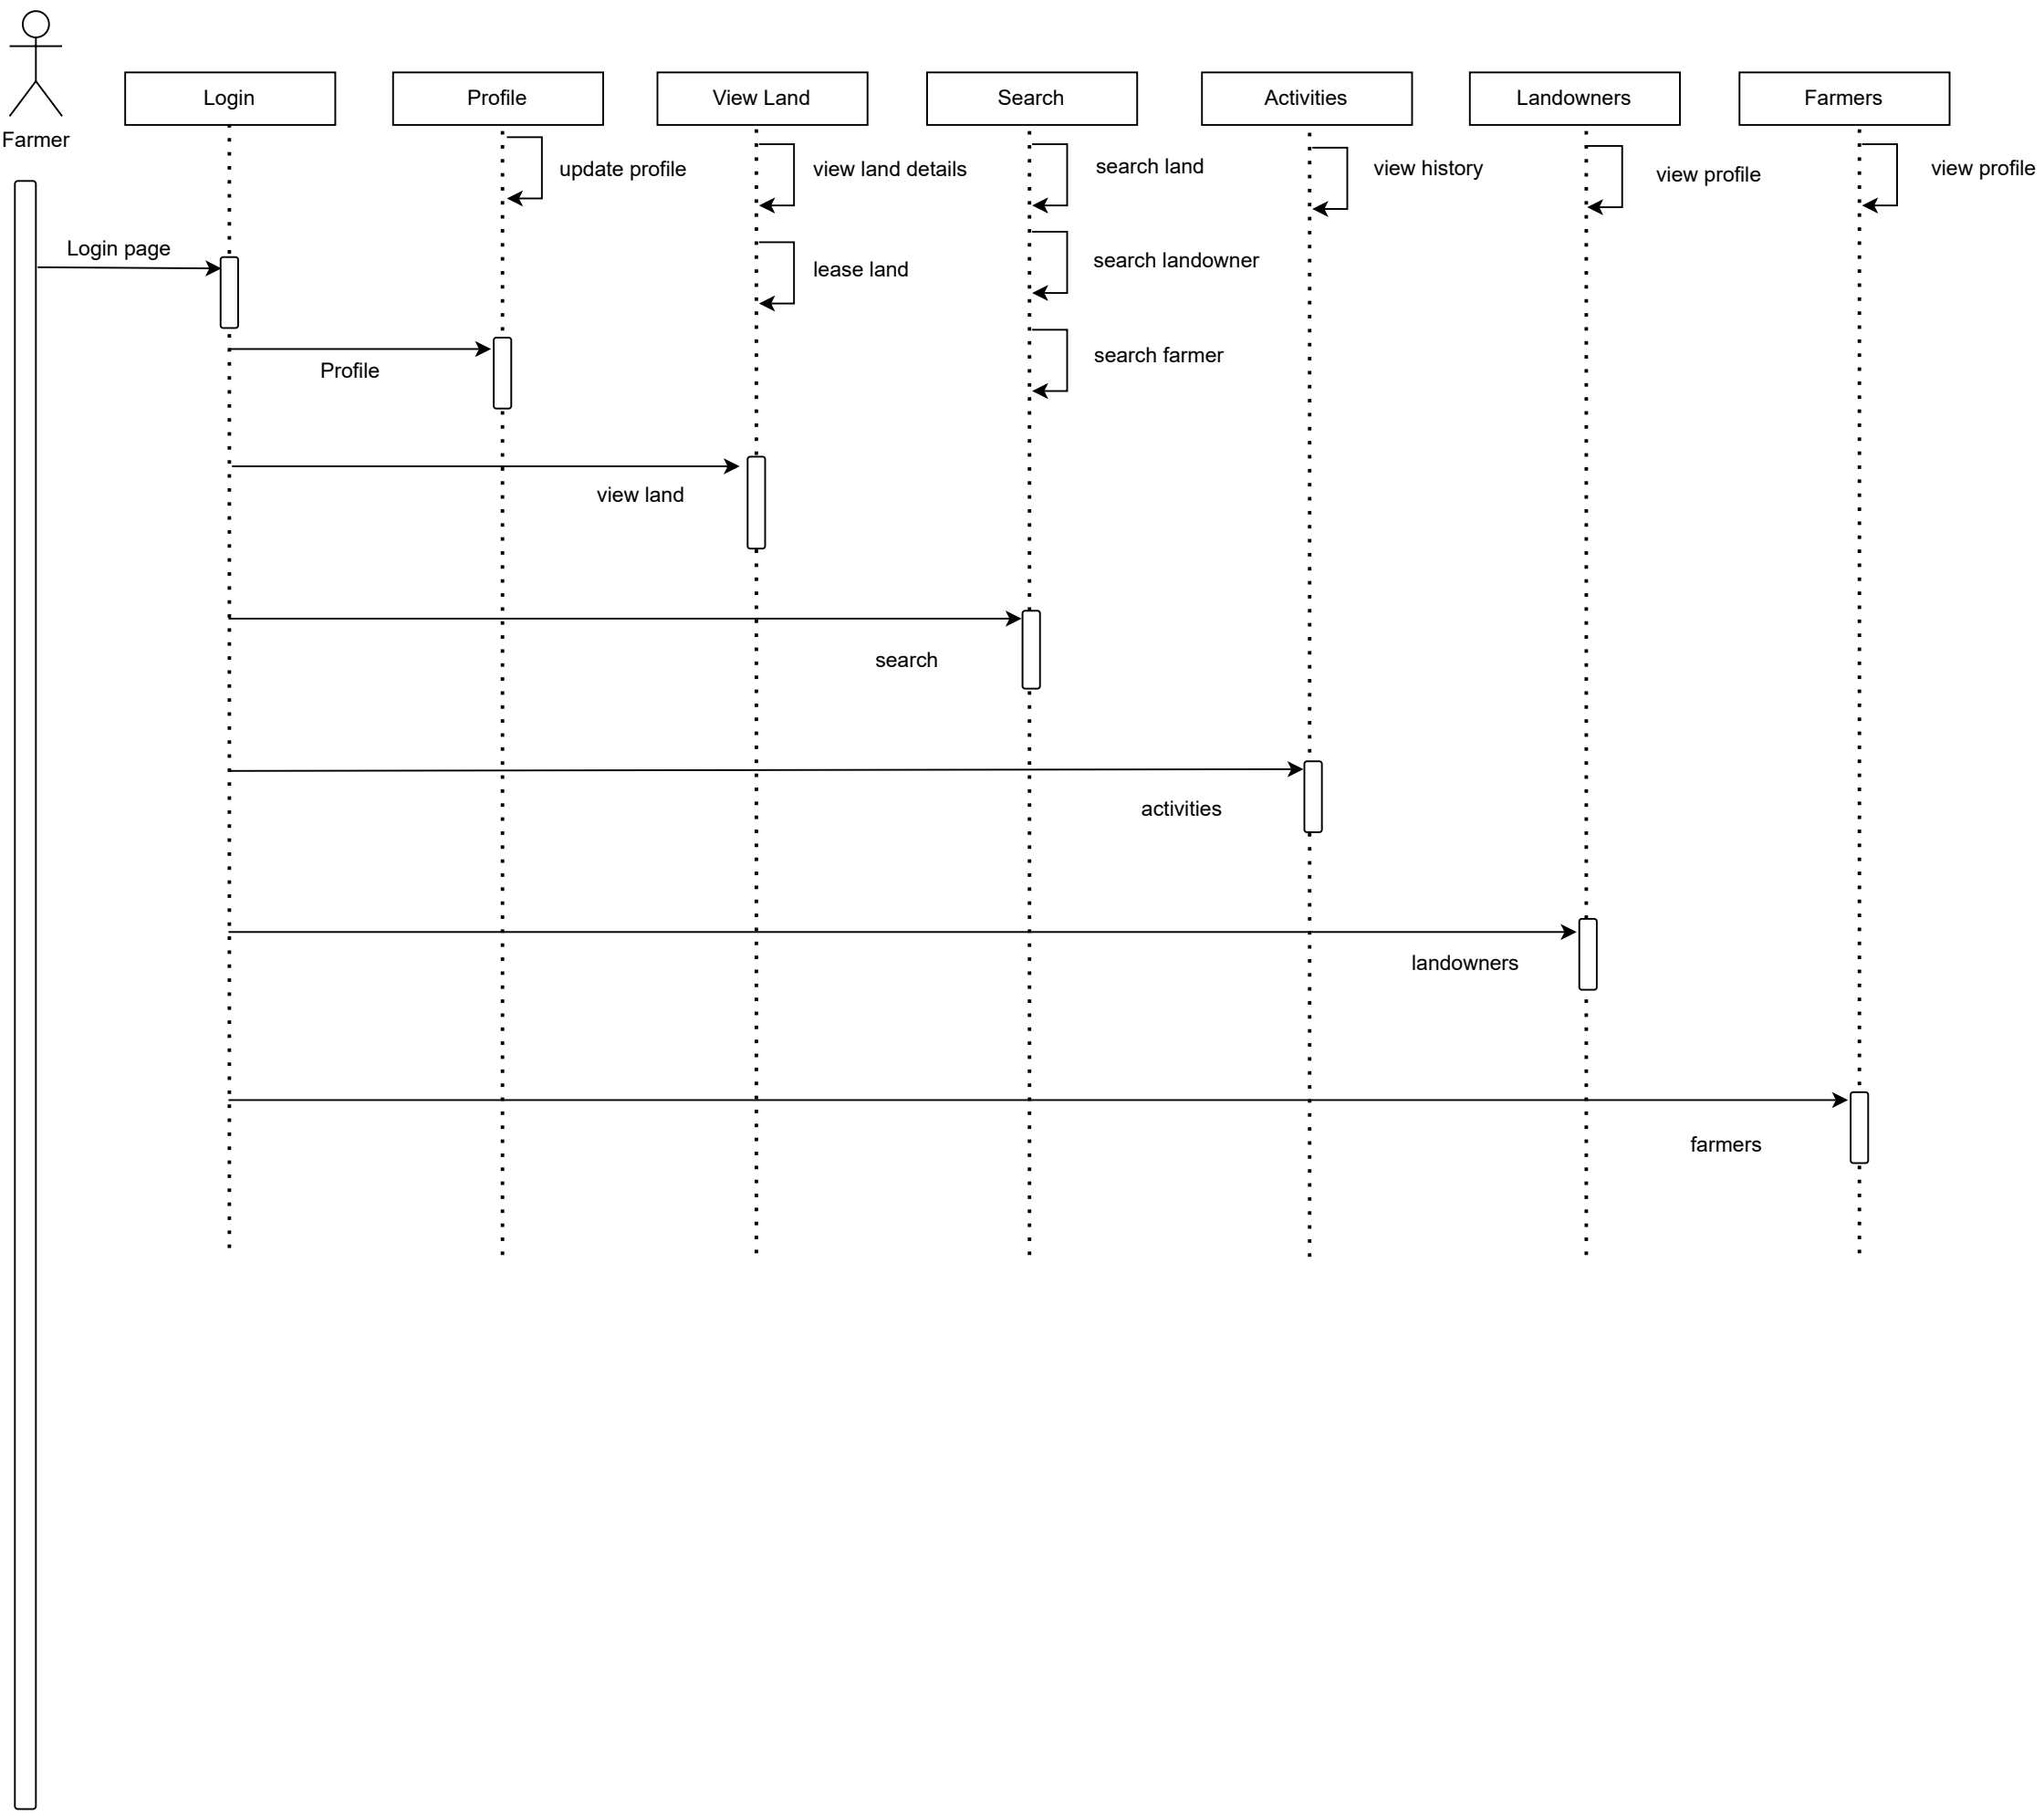 Farmer
Login
Profile
View Land
Search
Activities
Landowners
Farmers
update profile
view land details
search land
view history
view profile
view profile
Login page
lease land
search landowner
search farmer
Profile
view land
search
activities
landowners
farmers